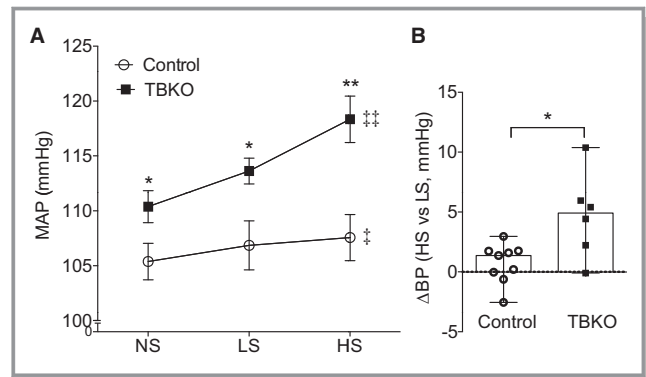 A
125
120
115
110
105
100
0
MAP (mmHg)
Control
TBKO
*
*
**
‡‡
‡
NS LS HS
B
15
10
5
0
-5
ΔBP (HS vs LS, mmHg)
*
Control TBKO